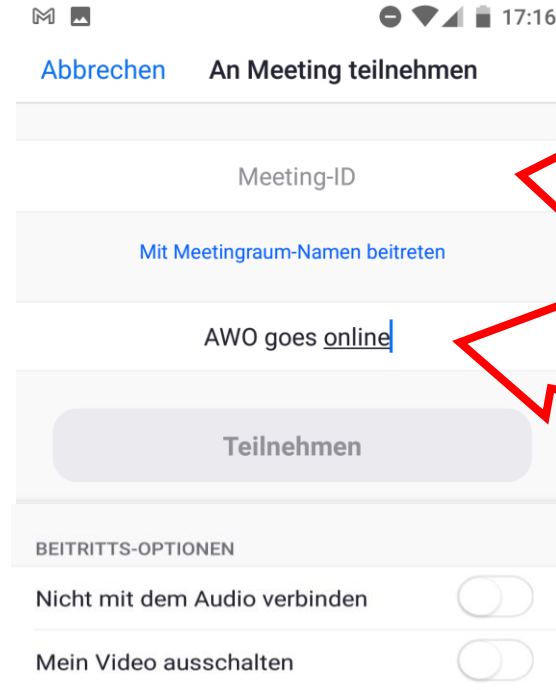 17:16
Abbrechen An Meeting teilnehmen
Meeting-ID
Mit Meetingraum-Namen beitreten
AWO goes online
Teilnehmen
BEITRITTS-OPTIONEN
Nicht mit dem Audio verbinden
Mein Video ausschalten